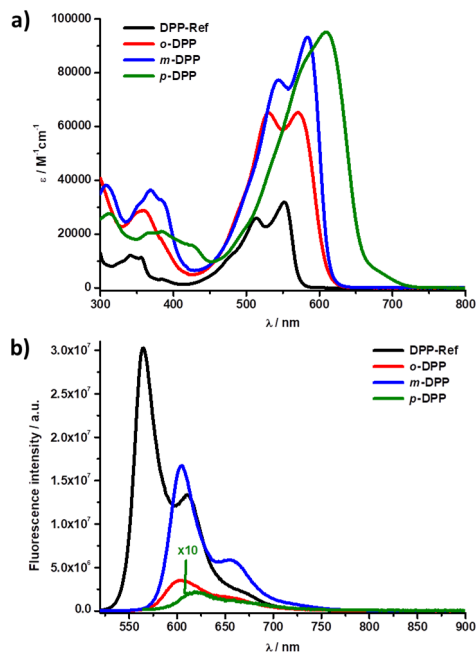 a)
100000
80000
60000
40000
20000
0
ε / M⁻¹cm⁻¹
DPP-Ref
o-DPP
m-DPP
p-DPP
300 400 500 600 700 800
λ / nm
b)
3.0x10⁷
2.5x10⁷
2.0x10⁷
1.5x10⁷
1.0x10⁷
5.0x10⁶
0.0
Fluorescence intensity / a.u.
DPP-Ref
o-DPP
m-DPP
p-DPP
x10
550 600 650 700 750 800 850 900
λ / nm